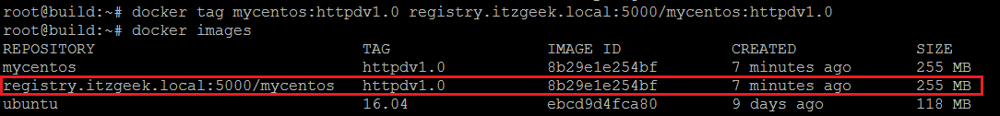 root@build:~# docker tag mycentos:httpdv1.0 registry.itzgeek.local:5000/mycentos:httpdv1.0
root@build:~# docker images
REPOSITORY TAG IMAGE ID CREATED SIZE
mycentos httpdv1.0 8b29e1e254bf 7 minutes ago 255 MB
registry.itzgeek.local:5000/mycentos httpdv1.0 8b29e1e254bf 7 minutes ago 255 MB
ubuntu 16.04 ebcd9d4fca80 9 days ago 118 MB